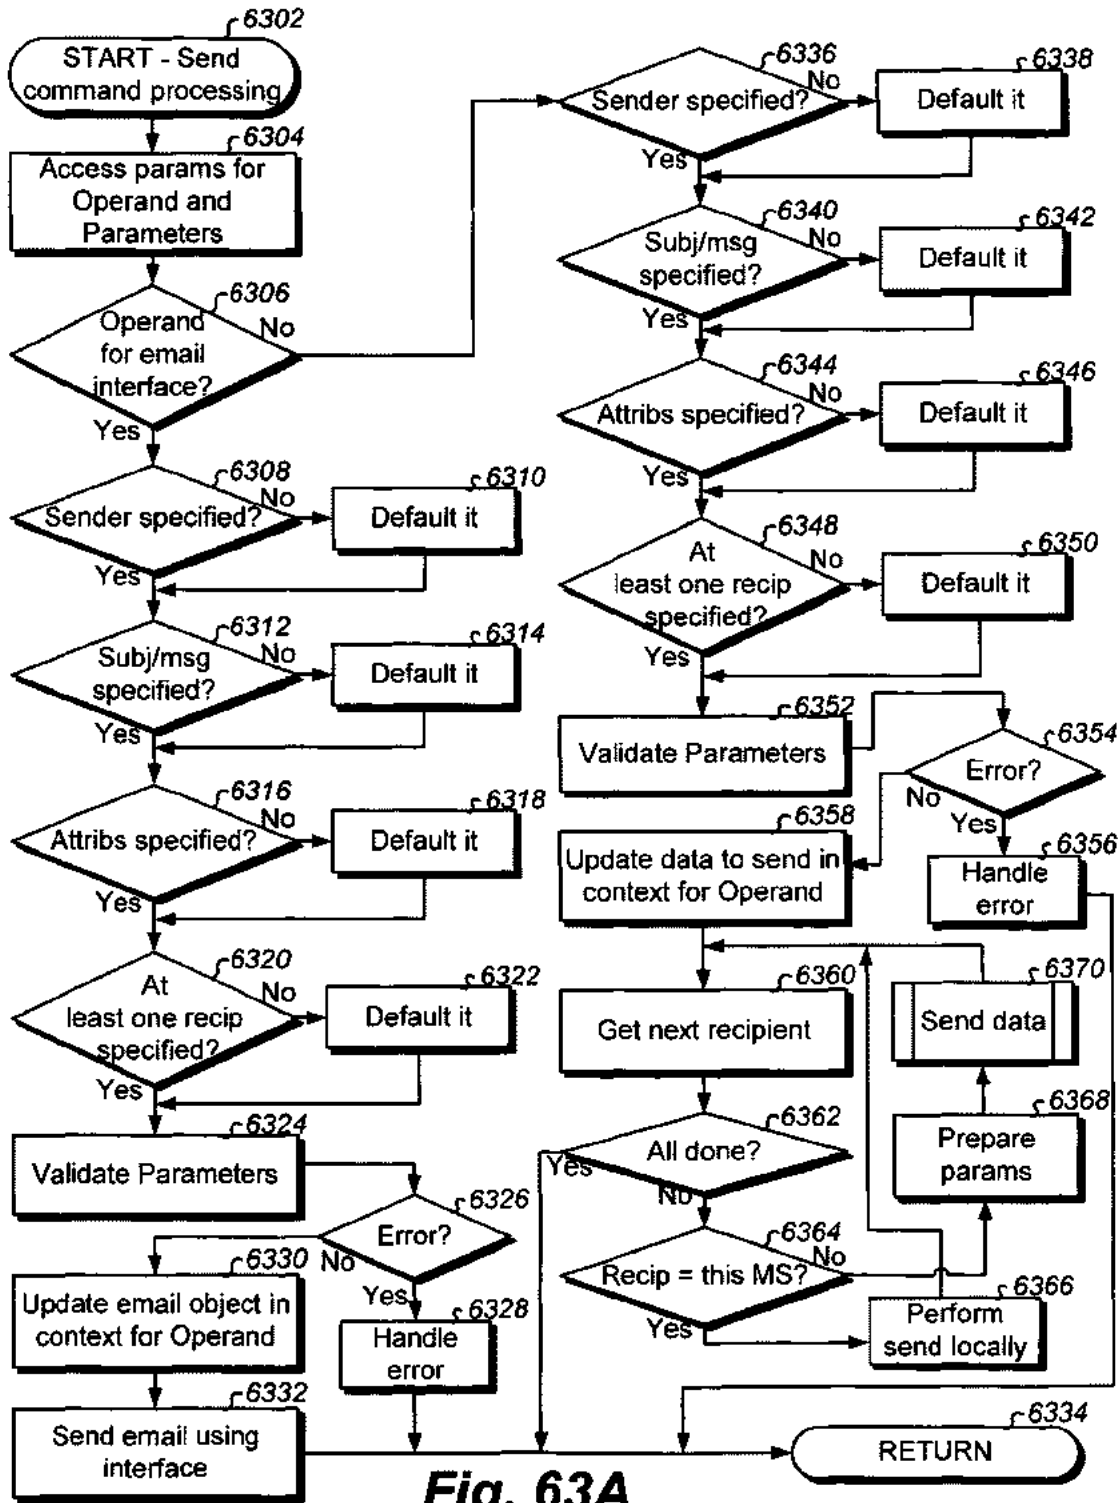 6302
START - Send
command processing
6304
Access params for
Operand and
Parameters
6306
Operand
for email
interface?
No
Yes
6308
Sender specified?
No
Yes
6310
Default it
6312
Subj/msg
specified?
No
Yes
6314
Default it
6316
Attribs specified?
No
Yes
6318
Default it
6320
At
least one recip
specified?
No
Yes
6322
Default it
6324
Validate Parameters
6326
Error?
No
Yes
6328
Handle
error
6330
Update email object in
context for Operand
6332
Send email using
interface
6336
Sender specified?
No
Yes
6338
Default it
6340
Subj/msg
specified?
No
Yes
6342
Default it
6344
Attribs specified?
No
Yes
6346
Default it
6348
At
least one recip
specified?
No
Yes
6350
Default it
6352
Validate Parameters
6354
Error?
No
Yes
6356
Handle
error
6358
Update data to send in
context for Operand
6360
Get next recipient
6362
All done?
Yes
No
6364
Recip = this MS?
No
Yes
6366
Perform
send locally
6368
Prepare
params
6370
Send data
6334
RETURN
Fig. 63A